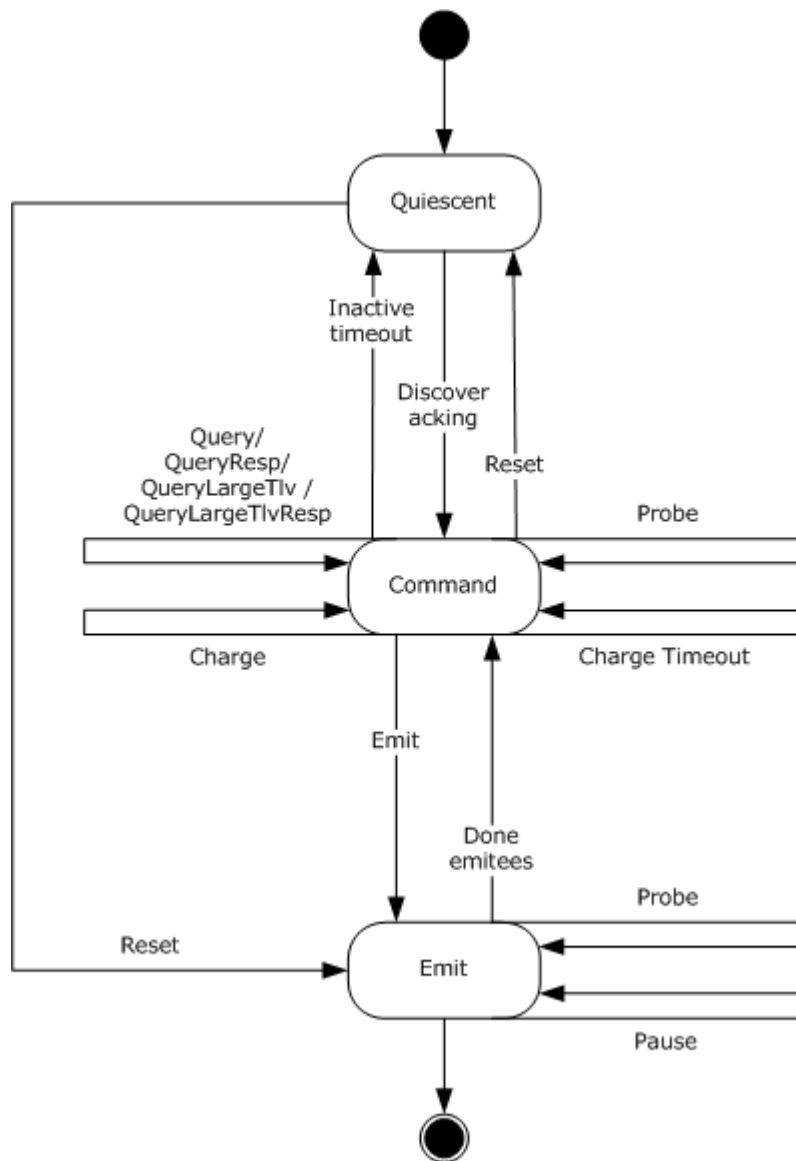 Quiescent
Inactive
timeout
Discover
acking
Reset
Query/
QueryResp/
QueryLargeTlv /
QueryLargeTlvResp
Probe
Command
Charge
Charge Timeout
Emit
Done
emitees
Probe
Reset
Emit
Pause